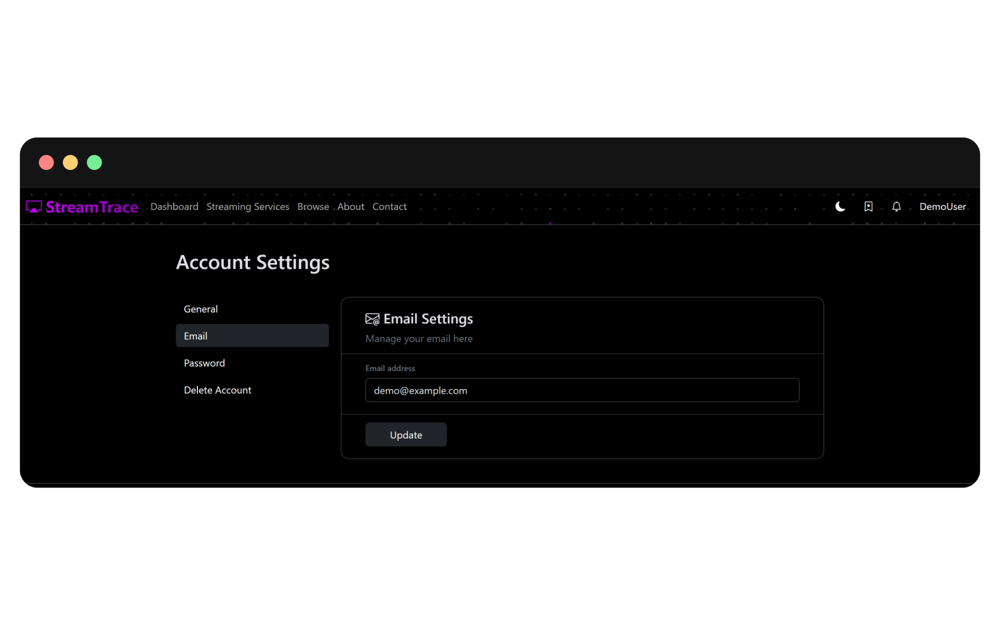 StreamTrace Dashboard Streaming Services Browse About Contact DemoUser
Account Settings
General
Email
Password
Delete Account
Email Settings
Manage your email here
Email address
demo@example.com
Update